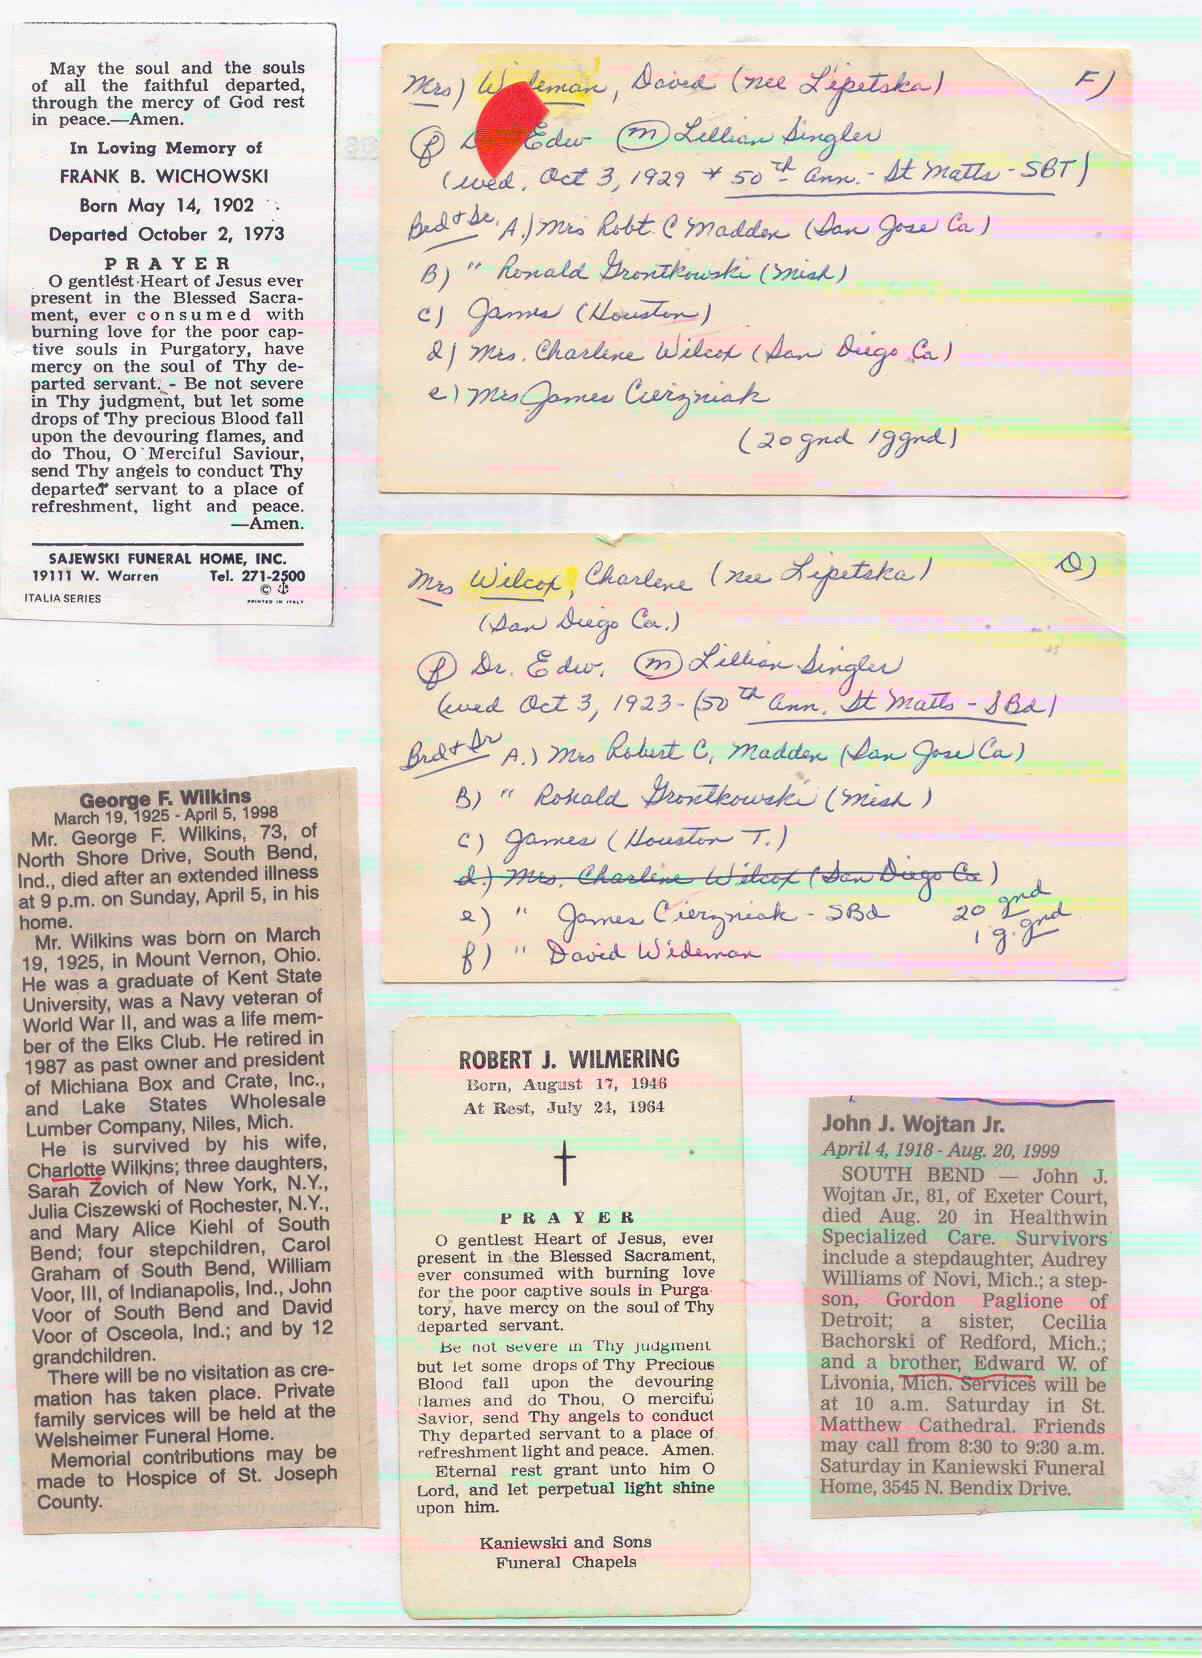 May the soul and the souls
of all the faithful departed,
through the mercy of God rest
in peace.—Amen.
In Loving Memory of
FRANK B. WICHOWSKI
Born May 14, 1902
Departed October 2, 1973
PRAYER
O gentlest Heart of Jesus ever
present in the Blessed Sacra-
ment, ever consumed with
burning love for the poor cap-
tive souls in Purgatory, have
mercy on the soul of Thy de-
parted servant. - Be not severe
in Thy judgment, but let some
drops of Thy precious Blood fall
upon the devouring flames, and
do Thou, O Merciful Saviour,
send Thy angels to conduct Thy
departed servant to a place of
refreshment, light and peace.
—Amen.
SAJEWSKI FUNERAL HOME, INC.
19111 W. Warren Tel. 271-2500
©
ITALIA SERIES PRINTED IN ITALY
Mrs) Wideman, David (nee Lipetska) F)
(f) Dr. Edw (m) Lillian Singler
(wed. Oct 3, 1929 + 50th ann. - St Matts - SBT)
Brd + Sr. A.) Mrs Robt C Madden (San Jose Ca)
B) " Ronald Grontkowski (Mish)
C) James (Houston)
d) Mrs. Charlene Wilcox (San Diego Ca)
e) Mrs James Cierzniak
(20 gnd 1 ggnd)
Mrs Wilcox, Charlene (nee Lipetska) D)
(San Diego Ca.)
(f) Dr. Edw. (m) Lillian Singler
(wed Oct 3, 1923 - (50th ann. St Matts - SBd)
Brd + Sr A.) Mrs Robert C. Madden (San Jose Ca)
B) " Ronald Grontkowski (Mish)
C) James (Houston T.)
d.) Mrs. Charlene Wilcox (San Diego Ca)
e) " James Cierzniak - SBd 20 gnd
1 g. gnd
f) " David Wideman
George F. Wilkins
March 19, 1925 - April 5, 1998
Mr. George F. Wilkins, 73, of
North Shore Drive, South Bend,
Ind., died after an extended illness
at 9 p.m. on Sunday, April 5, in his
home.
Mr. Wilkins was born on March
19, 1925, in Mount Vernon, Ohio.
He was a graduate of Kent State
University, was a Navy veteran of
World War II, and was a life mem-
ber of the Elks Club. He retired in
1987 as past owner and president
of Michiana Box and Crate, Inc.,
and Lake States Wholesale
Lumber Company, Niles, Mich.
He is survived by his wife,
Charlotte Wilkins; three daughters,
Sarah Zovich of New York, N.Y.,
Julia Ciszewski of Rochester, N.Y.,
and Mary Alice Kiehl of South
Bend; four stepchildren, Carol
Graham of South Bend, William
Voor, III, of Indianapolis, Ind., John
Voor of South Bend and David
Voor of Osceola, Ind.; and by 12
grandchildren.
There will be no visitation as cre-
mation has taken place. Private
family services will be held at the
Welsheimer Funeral Home.
Memorial contributions may be
made to Hospice of St. Joseph
County.
ROBERT J. WILMERING
Born, August 17, 1946
At Rest, July 24, 1964
PRAYER
O gentlest Heart of Jesus, ever
present in the Blessed Sacrament,
ever consumed with burning love
for the poor captive souls in Purga-
tory, have mercy on the soul of Thy
departed servant.
Be not severe in Thy judgment
but let some drops of Thy Precious
Blood fall upon the devouring
flames and do Thou, O merciful
Savior, send Thy angels to conduct
Thy departed servant to a place of
refreshment light and peace. Amen.
Eternal rest grant unto him O
Lord, and let perpetual light shine
upon him.
Kaniewski and Sons
Funeral Chapels
John J. Wojtan Jr.
April 4, 1918 - Aug. 20, 1999
SOUTH BEND — John J.
Wojtan Jr., 81, of Exeter Court,
died Aug. 20 in Healthwin
Specialized Care. Survivors
include a stepdaughter, Audrey
Williams of Novi, Mich.; a step-
son, Gordon Paglione of
Detroit; a sister, Cecilia
Bachorski of Redford, Mich.;
and a brother, Edward W. of
Livonia, Mich. Services will be
at 10 a.m. Saturday in St.
Matthew Cathedral. Friends
may call from 8:30 to 9:30 a.m.
Saturday in Kaniewski Funeral
Home, 3545 N. Bendix Drive.